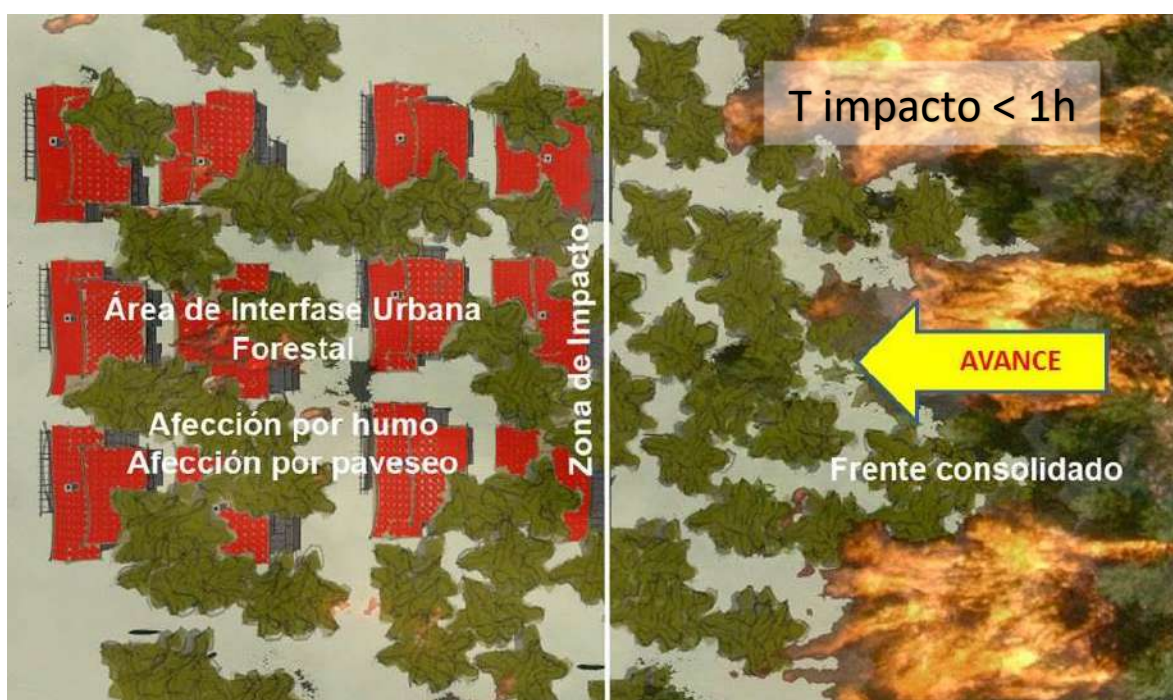 T impacto < 1h
Zona de Impacto
Área de Interfase Urbana
Forestal
AVANCE
Afección por humo
Afección por paveseo
Frente consolidado